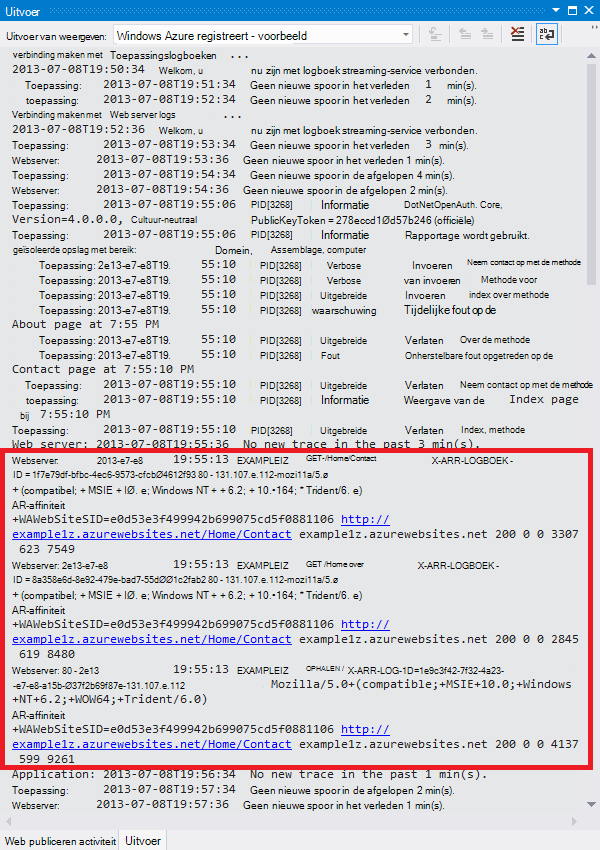 Uitvoer
Uitvoer van weergeven: Windows Azure registreert - voorbeeld
verbinding maken met Toepassingslogboeken ...
2013-07-08T19:50:34 Welkom, u nu zijn met logboek streaming-service verbonden.
Toepassing: 2013-07-08T19:51:34 Geen nieuwe spoor in het verleden 1 min(s).
toepassing: 2013-07-08T19:52:34 Geen nieuwe spoor in het verleden 2 min(s).
Verbinding maken met Web server logs ...
2013-07-08T19:52:36 Welkom, u nu zijn met logboek streaming-service verbonden.
Toepassing: 2013-07-08T19:53:34 Geen nieuwe spoor in het verleden 3 min(s).
Webserver: 2013-07-08T19:53:36 Geen nieuwe spoor in het verleden 1 min(s).
Toepassing: 2013-07-08T19:54:34 Geen nieuwe spoor in de afgelopen 4 min(s).
Webserver: 2013-07-08T19:54:36 Geen nieuwe spoor in de afgelopen 2 min(s).
Toepassing: 2013-07-08T19:55:06 PID[3268] Informatie DotNetOpenAuth. Core,
Version=4.0.0.0, Cultuur-neutraal PublicKeyToken = 278eccd1Ød57b246 (officiële)
Toepassing: 2013-07-08T19:55:06 PID[3268] Informatie Rapportage wordt gebruikt.
geïsoleerde opslag met bereik: Domein, Assemblage, computer
Toepassing: 2e13-e7-e8T19. 55:10 PID[3268] Verbose Invoeren Neem contact op met de methode
Toepassing: 2013-e7-e8T19. 55:10 PID[3268] Verbose van invoeren Methode voor
Toepassing: 2013-e7-e8T19. 55:10 PID[3268] Uitgebreide Invoeren index over methode
Toepassing: 2013-e7-e8T19. 55:10 PID[3268] waarschuwing Tijdelijke fout op de
About page at 7:55 PM
Toepassing: 2013-e7-e8T19. 55:10 PID[3268] Uitgebreide Verlaten Over de methode
Toepassing: 2013-e7-e8T19. 55:10 PID[3268] Fout Onherstelbare fout opgetreden op de
Contact page at 7:55:10 PM
Toepassing: 2013-07-08T19:55:10 PID[3268] Uitgebreide Verlaten Neem contact op met de methode
toepassing: 2013-07-08T19:55:10 PID[3268] Informatie Weergave van de Index page
bij 7:55:10 PM
Toepassing: 2013-07-08T19:55:10 PID[3268] Uitgebreide Verlaten Index, methode
Web server: 2013-07-08T19:55:36 No new trace in the past 3 min(s).
Webserver: 2013-e7-e8 19:55:13 EXAMPLEIZ GET-/Home/Contact X-ARR-LOGBOEK -
ID = 1f7e79df-bfbc-4ec6-9573-cfcbØ4612f93 80 - 131.107.e.112-mozi11a/5.ø
+ (compatibel; + MSIE + IØ. e; Windows NT + + 6.2; + 10.•164; * Trident/6. e)
AR-affiniteit
+WAWebSiteSID=e0d53e3f499942b699075cd5f0881106 http://
example1z.azurewebsites.net/Home/Contact example1z.azurewebsites.net 200 0 0 3307
623 7549
Webserver: 2e13-e7-e8 19:55:13 EXAMPLEIZ GET /Home over X-ARR-LOGBOEK -
ID = 8a358e6d-8e92-479e-bad7-55dØØ1c2fab2 80 - 131.107.e.112-mozi11a/5.ø
+ (compatibel; + MSIE + IØ. e; Windows NT + + 6.2; + 10.•164; * Trident/6. e)
AR-affiniteit
+WAWebSiteSID=e0d53e3f499942b699075cd5f0881106 http://
example1z.azurewebsites.net/Home/Contact example1z.azurewebsites.net 200 0 0 2845
619 8480
Webserver: 80 - 2e13 19:55:13 EXAMPLEIZ OPHALEN / X-ARR-LOG-1D=1e9c3f42-7f32-4a23-
-e7-e8-a15b-Ø37f2b69f87e-131.107.e.112 Mozilla/5.0+(compatible;+MSIE+10.0;+Windows
+NT+6.2;+WOW64;+Trident/6.0)
AR-affiniteit
+WAWebSiteSID=e0d53e3f499942b699075cd5f0881106 http://
example1z.azurewebsites.net/Home/Contact example1z.azurewebsites.net 200 0 0 4137
599 9261
Application: 2013-07-08T19:56:34 No new trace in the past 1 min(s).
Toepassing: 2013-07-08T19:57:34 Geen nieuwe spoor in de afgelopen 2 min(s).
Webserver: 2013-07-08T19:57:36 Geen nieuwe spoor in het verleden 1 min(s).
Web publiceren activiteit Uitvoer